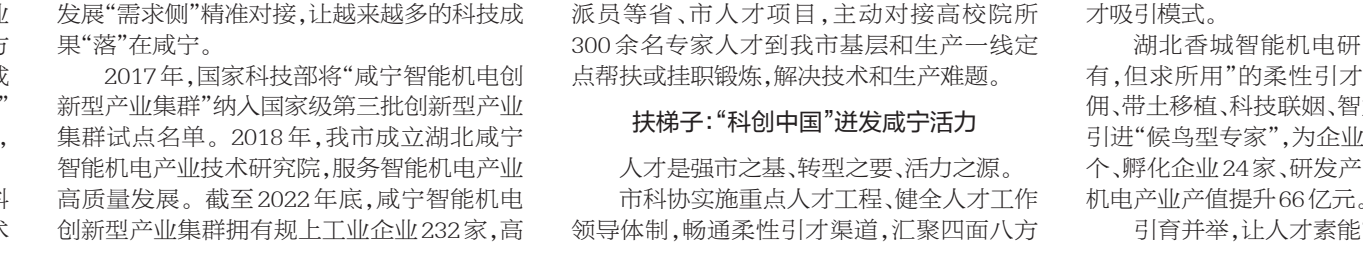 业
方
成
”
，
料
术
发展“需求侧”精准对接，让越来越多的科技成
果“落”在咸宁。
2017年，国家科技部将“咸宁智能机电创
新型产业集群”纳入国家级第三批创新型产业
集群试点名单。2018年，我市成立湖北咸宁
智能机电产业技术研究院，服务智能机电产业
高质量发展。截至2022年底，咸宁智能机电
创新型产业集群拥有规上工业企业232家，高
派员等省、市人才项目，主动对接高校院所
300余名专家人才到我市基层和生产一线定
点帮扶或挂职锻炼，解决技术和生产难题。
扶梯子：“科创中国”迸发咸宁活力
人才是强市之基、转型之要、活力之源。
市科协实施重点人才工程、健全人才工作
领导体制，畅通柔性引才渠道，汇聚四面八方
才吸引模式。
湖北香城智能机电研
有，但求所用”的柔性引才
佣、带土移植、科技联姻、智
引进“候鸟型专家”，为企业
个、孵化企业24家、研发产
机电产业产值提升66亿元。
引育并举，让人才素能